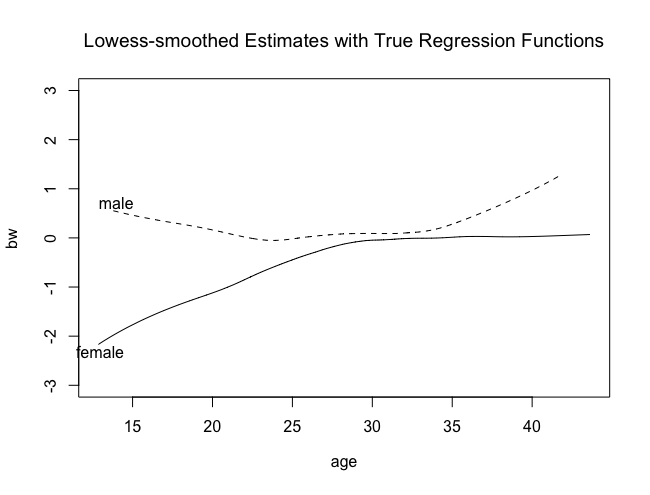 Lowess-smoothed Estimates with True Regression Functions
3
2
1
0
-1
-2
-3
bw
male
female
15 20 25 30 35 40
age